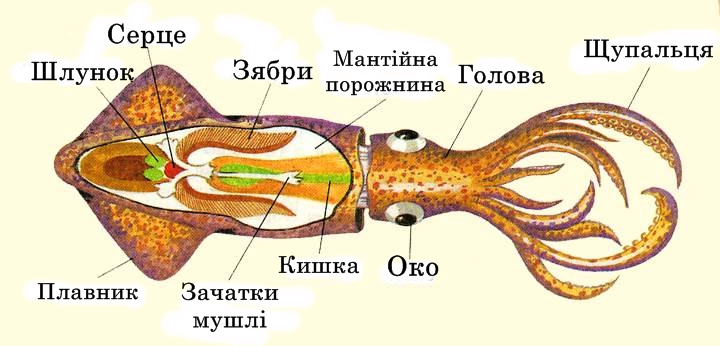 Серце
Шлунок
Зябри
Мантійна
порожнина
Голова
Щупальця
Плавник
Зачатки
мушлі
Кишка
Око